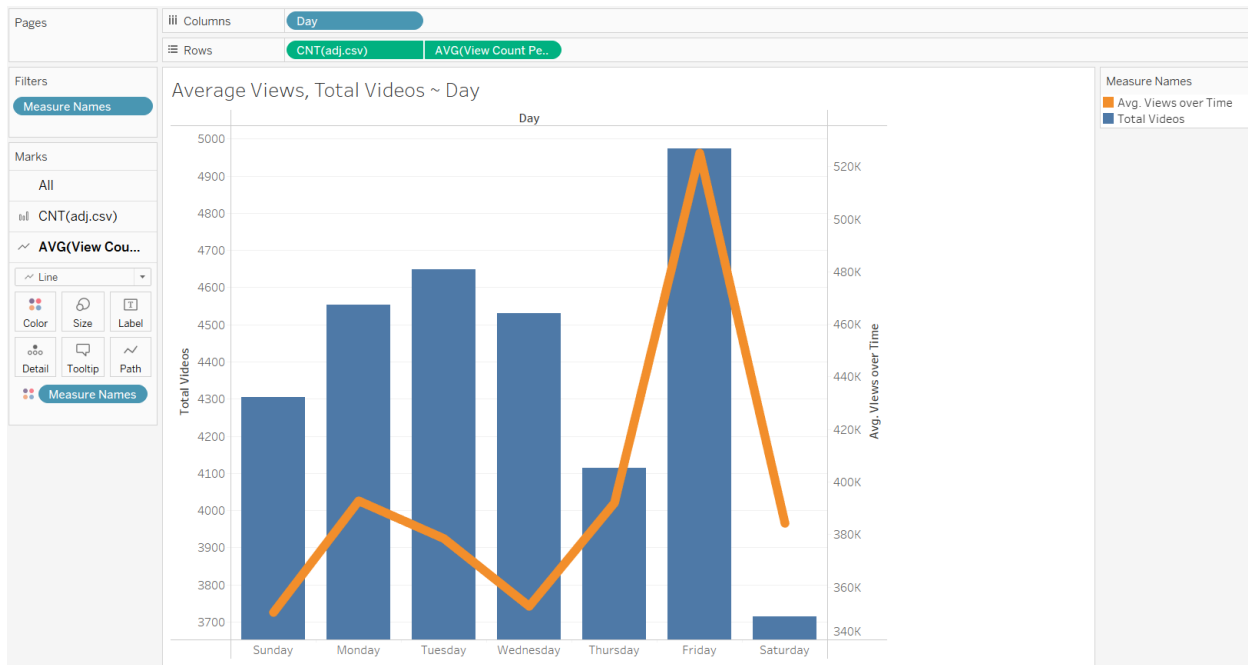 Pages
Columns
Day
Rows
CNT(adj.csv)
AVG(View Count Pe..
Filters
Measure Names
Marks
All
CNT(adj.csv)
AVG(View Cou...
Line
Color
Size
Label
Detail
Tooltip
Path
Measure Names
Average Views, Total Videos ~ Day
Day
5000
4900
4800
4700
4600
4500
4400
4300
4200
4100
4000
3900
3800
3700
Total Videos
520K
500K
480K
460K
440K
420K
400K
380K
360K
340K
Avg. VIews over Time
Sunday
Monday
Tuesday
Wednesday
Thursday
Friday
Saturday
Measure Names
Avg. Views over Time
Total Videos